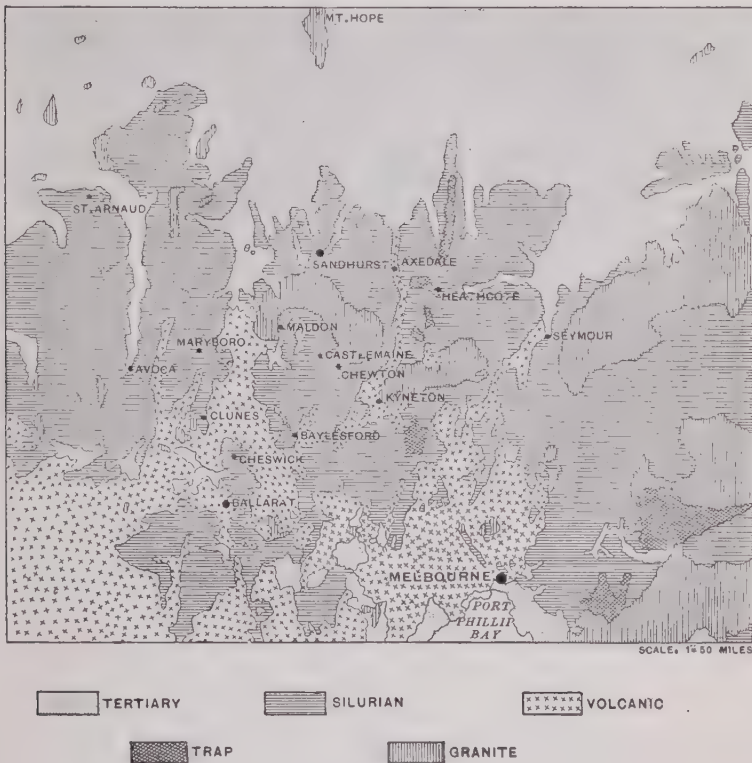 MT. HOPE
ST. ARNAUD
SANDHURST
AXEDALE
HEATHCOTE
MALDON
SEYMOUR
MARYBORO
CASTLEMAINE
CHEWTON
AVOCA
KYNETON
CLUNES
BAYLESFORD
CHESWICK
BALLARAT
MELBOURNE
PORT
PHILLIP
BAY
SCALE: 1"= 50 MILES
TERTIARY
SILURIAN
VOLCANIC
TRAP
GRANITE